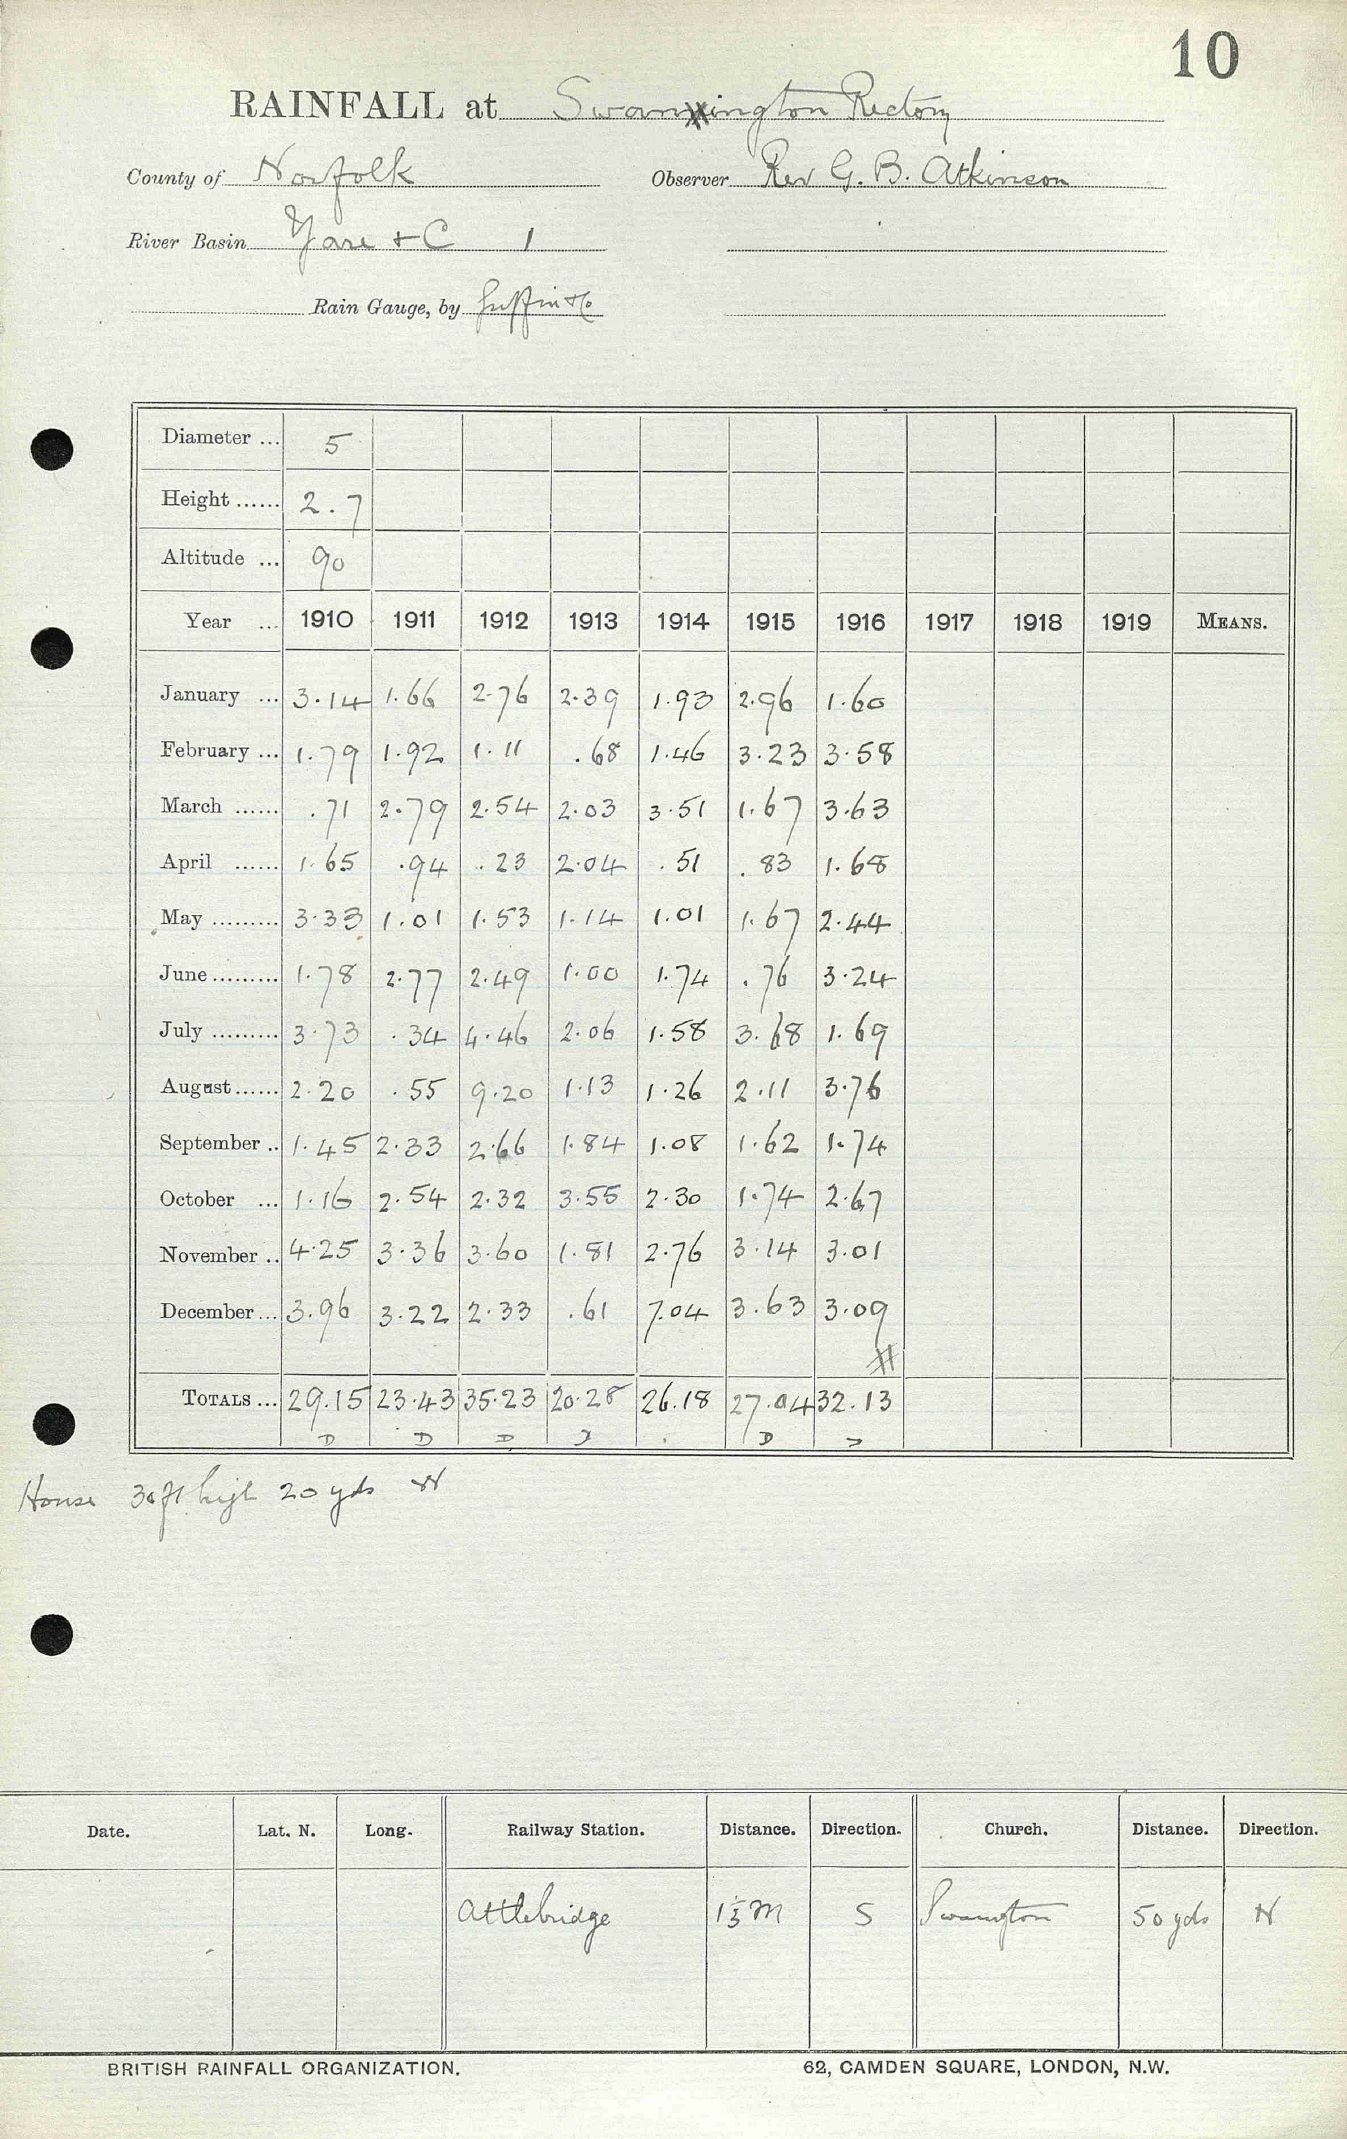 10
RAINFALL at Swannington Rectory
County of Norfolk Observer Rev G. B. Atkinson
River Basin Yare + C 1
Rain Gauge, by Griffin & Co
Diameter ... 5
Height ...... 2.7
Altitude ... 90
Year ... 1910 1911 1912 1913 1914 1915 1916 1917 1918 1919 MEANS.
January ... 3.14 1.66 2.76 2.39 1.93 2.96 1.60
February ... 1.79 1.92 1.11 .68 1.46 3.23 3.58
March ...... .71 2.79 2.54 2.03 3.51 1.67 3.63
April ...... 1.65 .94 .23 2.04 .51 .83 1.68
May ......... 3.33 1.01 1.53 1.14 1.01 1.67 2.44
June ......... 1.78 2.77 2.49 1.00 1.74 .76 3.24
July ......... 3.73 .34 4.46 2.06 1.58 3.68 1.69
August ...... 2.20 .55 9.20 1.13 1.26 2.11 3.76
September .. 1.45 2.33 2.66 1.84 1.08 1.62 1.74
October ... 1.16 2.54 2.32 3.55 2.30 1.74 2.67
November .. 4.25 3.36 3.60 1.81 2.76 3.14 3.01
December ... 3.96 3.22 2.33 .61 7.04 3.63 3.09
TOTALS ... 29.15 23.43 35.23 20.28 26.18 27.04 32.13
D D D D D D
House 30 ft high 20 yds W
Date. Lat. N. Long. Railway Station. Distance. Direction. Church. Distance. Direction.
Attlebridge 1½ M S Swannington 50 yds N
BRITISH RAINFALL ORGANIZATION. 62, CAMDEN SQUARE, LONDON, N.W.